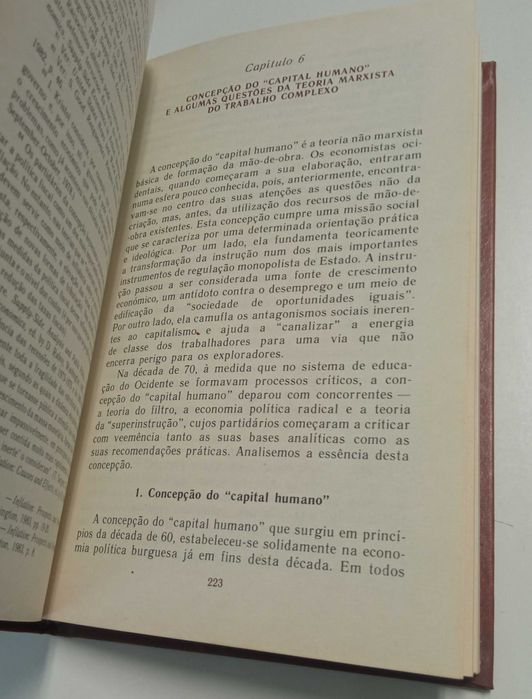 Capítulo 6
CONCEPÇÃO DO "CAPITAL HUMANO"
E ALGUMAS QUESTÕES DA TEORIA MARXISTA
DO TRABALHO COMPLEXO
A concepção do "capital humano" é a teoria não marxista
básica de formação da mão-de-obra. Os economistas oci-
dentais, quando começaram a sua elaboração, entraram
numa esfera pouco conhecida, pois, anteriormente, encontra-
vam-se no centro das suas atenções as questões não da
criação, mas, antes, da utilização dos recursos de mão-de-
-obra existentes. Esta concepção cumpre uma missão social
que se caracteriza por uma determinada orientação prática
e ideológica. Por um lado, ela fundamenta teoricamente
a transformação da instrução num dos mais importantes
instrumentos de regulação monopolista de Estado. A instru-
ção passou a ser considerada uma fonte de crescimento
económico, um antídoto contra o desemprego e um meio de
edificação da "sociedade de oportunidades iguais".
Por outro lado, ela camufla os antagonismos sociais ineren-
tes ao capitalismo e ajuda a "canalizar" a energia
de classe dos trabalhadores para uma via que não
encerra perigo para os exploradores.
Na década de 70, à medida que no sistema de educa-
ção do Ocidente se formavam processos críticos, a con-
cepção do "capital humano" deparou com concorrentes —
a teoria do filtro, a economia política radical e a teoria
da "superinstrução", cujos partidários começaram a criticar
com veemência tanto as suas bases analíticas como as
suas recomendações práticas. Analisemos a essência desta
concepção.
1. Concepção do "capital humano"
A concepção do "capital humano" que surgiu em princí-
pios da década de 60, estabeleceu-se solidamente na econo-
mia política burguesa já em fins desta década. Em todos
223